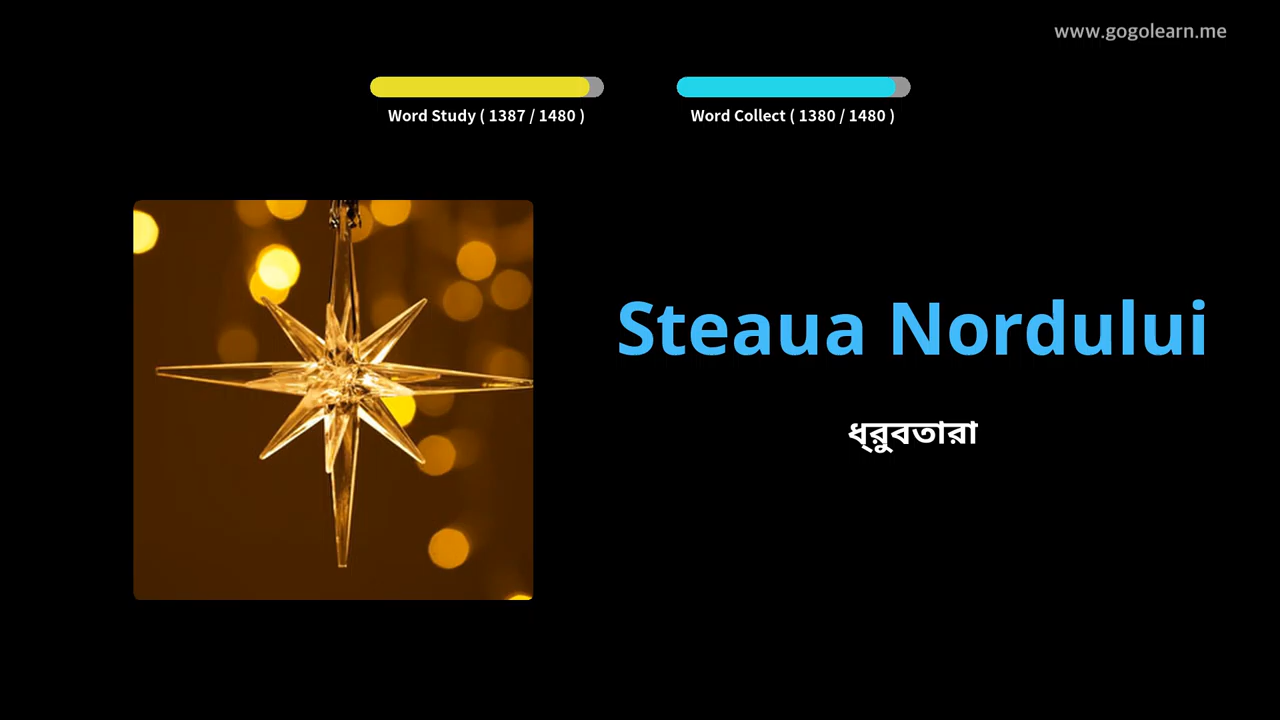 www.gogolearn.me
Word Study ( 1387 / 1480 )
Word Collect ( 1380 / 1480 )
Steaua Nordului
ধ্রুবতারা